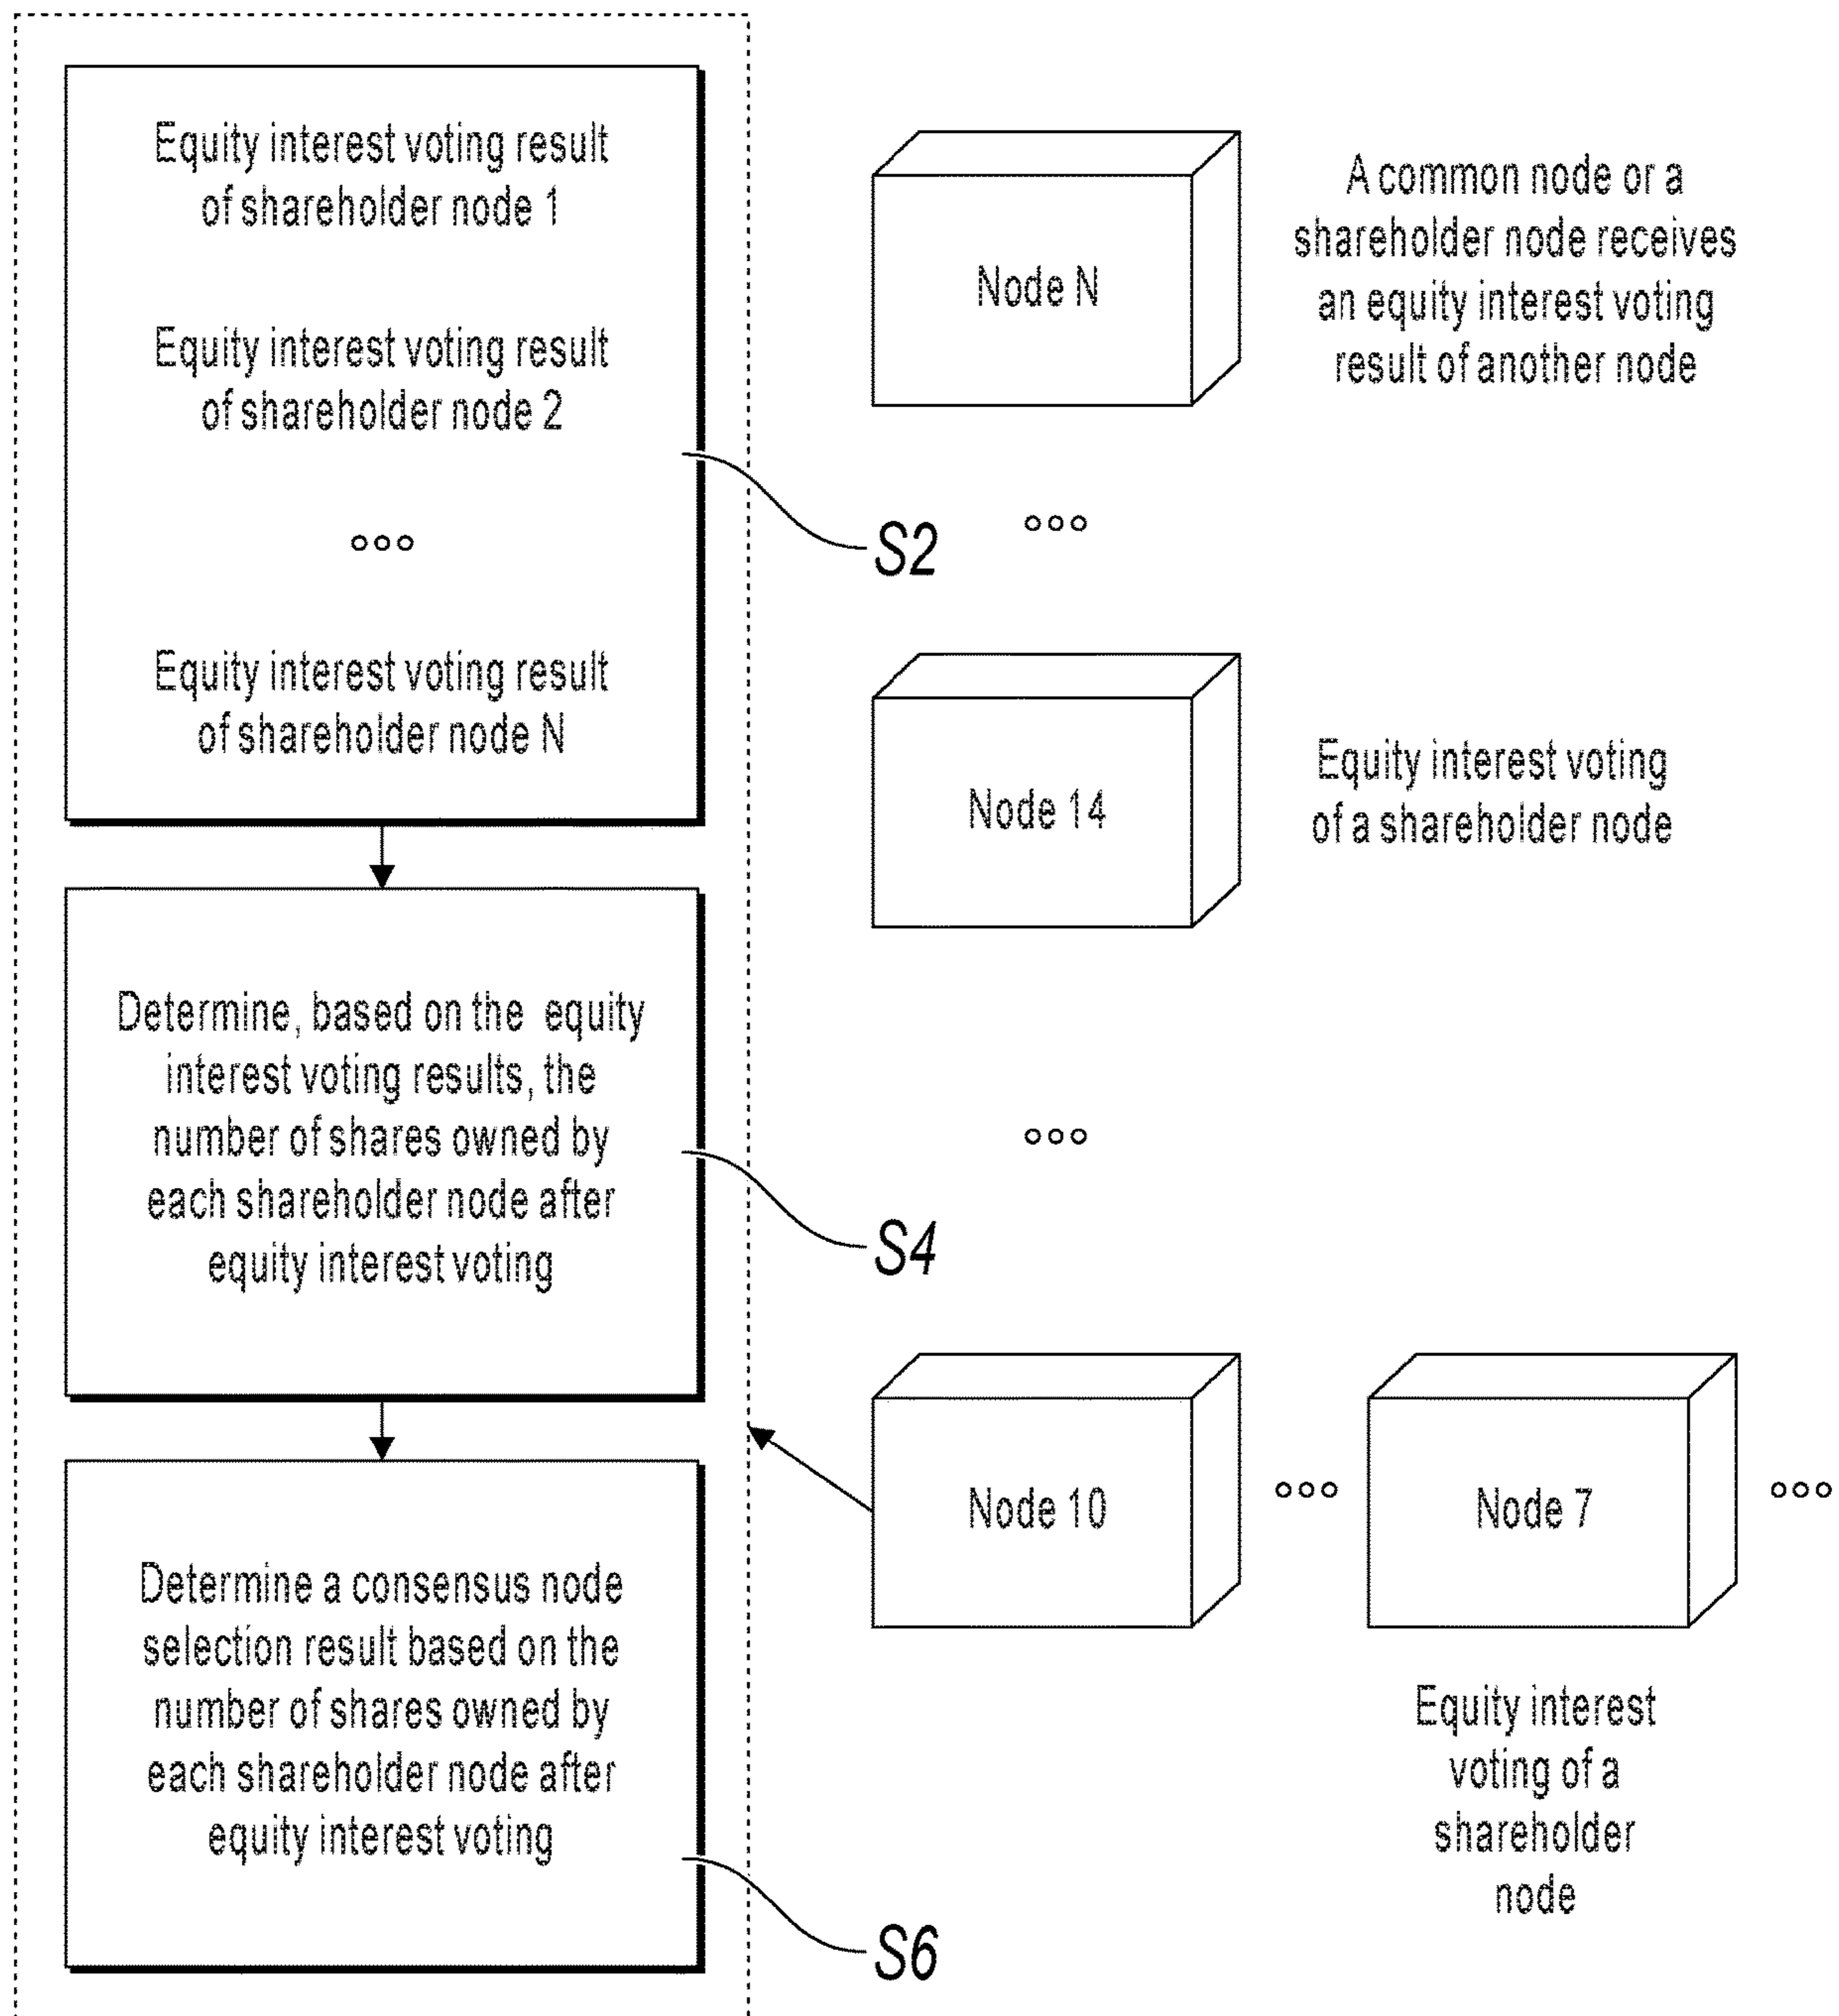 Equity interest voting result
of shareholder node 1
Equity interest voting result
of shareholder node 2
Equity interest voting result
of shareholder node N
S2
Determine, based on the equity
interest voting results, the
number of shares owned by
each shareholder node after
equity interest voting
S4
Determine a consensus node
selection result based on the
number of shares owned by
each shareholder node after
equity interest voting
S6
Node N
A common node or a
shareholder node receives
an equity interest voting
result of another node
Node 14
Equity interest voting
of a shareholder node
Node 10
Node 7
Equity interest
voting of a
shareholder
node